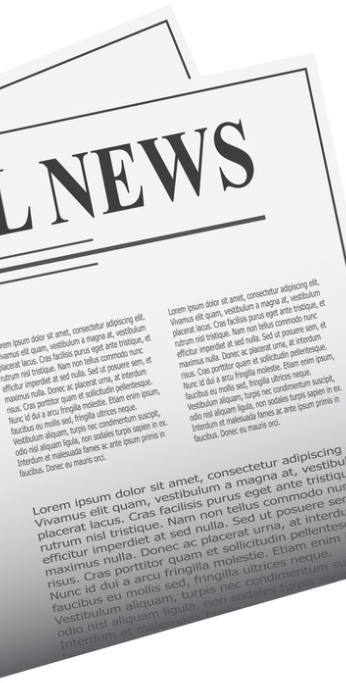 L NEWS
rem ipsum dolor sit amet, consectetur adipiscing elit.
vamus elit quam, vestibulum a magna at, vestibulum
placerat lacus. Cras facilisis purus eget ante tristique, et
rutrum nisl tristique. Nam non tellus commodo nunc
efficitur imperdiet at sed nulla. Sed ut posuere sem, et
maximus nulla. Donec ac placerat urna, at interdum
risus. Cras porttitor quam et sollicitudin pellentesque.
Nunc id dui a arcu fringilla molestie. Etiam enim ipsum,
faucibus eu mollis sed, fringilla ultrices neque.
Vestibulum aliquam, turpis nec condimentum suscipit,
odio nisl aliquam ligula, non sodales turpis sapien in ex.
Interdum et malesuada fames ac ante ipsum primis in
faucibus. Donec eu mauris orci.
Lorem ipsum dolor sit amet, consectetur adipiscing elit.
Vivamus elit quam, vestibulum a magna at, vestibulum
placerat lacus. Cras facilisis purus eget ante tristique, et
rutrum nisl tristique. Nam non tellus commodo nunc
efficitur imperdiet at sed nulla. Sed ut posuere sem, et
maximus nulla. Donec ac placerat urna, at interdum
risus. Cras porttitor quam et sollicitudin pellentesque.
Nunc id dui a arcu fringilla molestie. Etiam enim ipsum,
faucibus eu mollis sed, fringilla ultrices neque.
Vestibulum aliquam, turpis nec condimentum suscipit,
odio nisl aliquam ligula, non sodales turpis sapien in ex.
Interdum et malesuada fames ac ante ipsum primis in
faucibus. Donec eu mauris orci.
Lorem ipsum dolor sit amet, consectetur adipiscing
Vivamus elit quam, vestibulum a magna at, vestibu
placerat lacus. Cras facilisis purus eget ante tristiqu
rutrum nisl tristique. Nam non tellus commodo nun
efficitur imperdiet at sed nulla. Sed ut posuere sem
maximus nulla. Donec ac placerat urna, at interdu
risus. Cras porttitor quam et sollicitudin pellentes
Nunc id dui a arcu fringilla molestie. Etiam enim i
faucibus eu mollis sed, fringilla ultrices neque.
Vestibulum aliquam, turpis nec condimentum su
odio nisl aliquam ligula, non sodales turpis
Interdum et malesuada